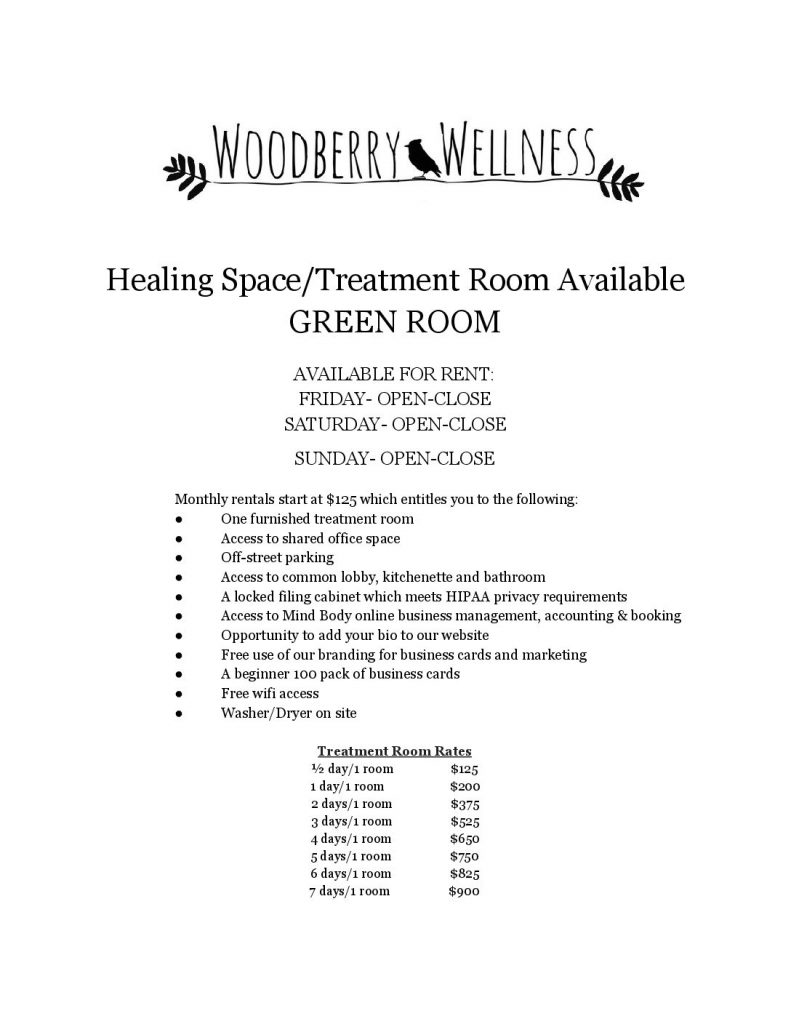 WOODBERRY WELLNESS
Healing Space/Treatment Room Available
GREEN ROOM
AVAILABLE FOR RENT:
FRIDAY- OPEN-CLOSE
SATURDAY- OPEN-CLOSE
SUNDAY- OPEN-CLOSE
Monthly rentals start at $125 which entitles you to the following:
● One furnished treatment room
● Access to shared office space
● Off-street parking
● Access to common lobby, kitchenette and bathroom
● A locked filing cabinet which meets HIPAA privacy requirements
● Access to Mind Body online business management, accounting & booking
● Opportunity to add your bio to our website
● Free use of our branding for business cards and marketing
● A beginner 100 pack of business cards
● Free wifi access
● Washer/Dryer on site
Treatment Room Rates
½ day/1 room $125
1 day/1 room $200
2 days/1 room $375
3 days/1 room $525
4 days/1 room $650
5 days/1 room $750
6 days/1 room $825
7 days/1 room $900